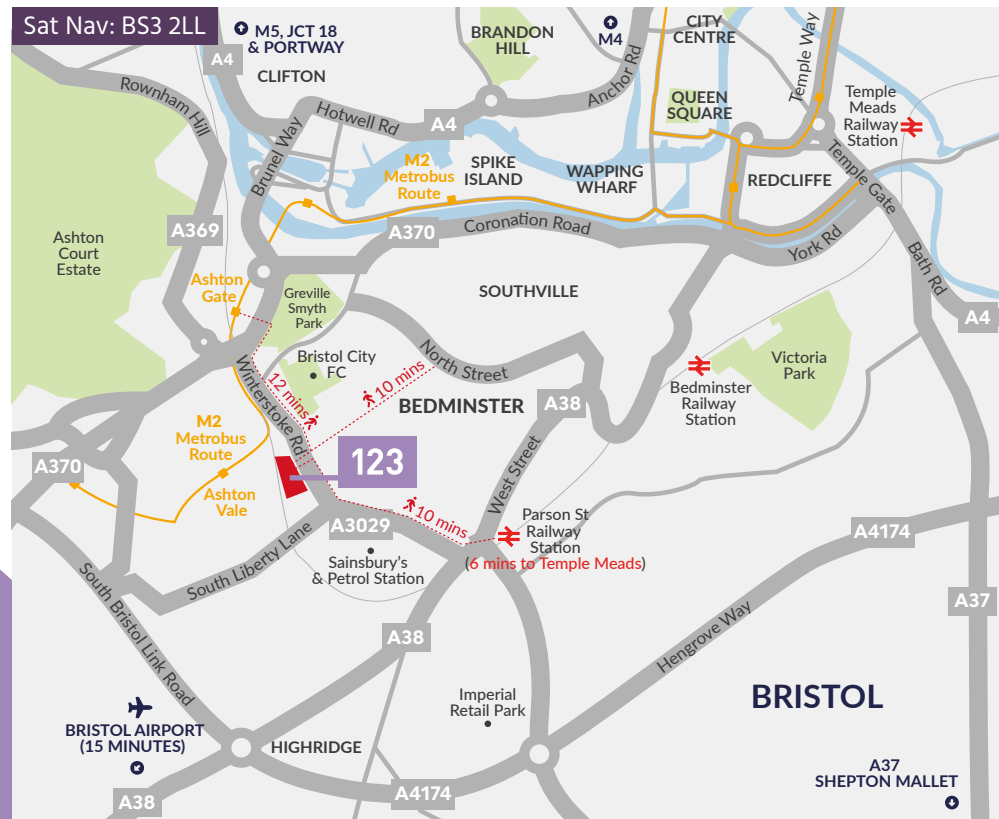 Sat Nav: BS3 2LL
M5, JCT 18
& PORTWAY
A4
CLIFTON
BRANDON
HILL
M4
CITY
CENTRE
Temple Way
Rownham Hill
Hotwell Rd
A4
Anchor Rd
QUEEN
SQUARE
Temple
Meads
Railway
Station
Brunel Way
M2
Metrobus
Route
SPIKE
ISLAND
WAPPING
WHARF
REDCLIFFE
Temple Gate
A369
A370
Coronation Road
York Rd
Bath Rd
Ashton
Court
Estate
Ashton
Gate
Greville
Smyth
Park
SOUTHVILLE
A4
Bristol City
FC
North Street
Victoria
Park
Winterstoke Rd
12 mins
10 mins
BEDMINSTER
A38
Bedminster
Railway
Station
M2
Metrobus
Route
A370
Ashton
Vale
123
West Street
10 mins
A3029
Parson St
Railway
Station
(6 mins to Temple Meads)
A4174
South Liberty Lane
Sainsbury's
& Petrol Station
A37
South Bristol Link Road
A38
Hengrove Way
Imperial
Retail Park
BRISTOL
BRISTOL AIRPORT
(15 MINUTES)
HIGHRIDGE
A37
SHEPTON MALLET
A38
A4174